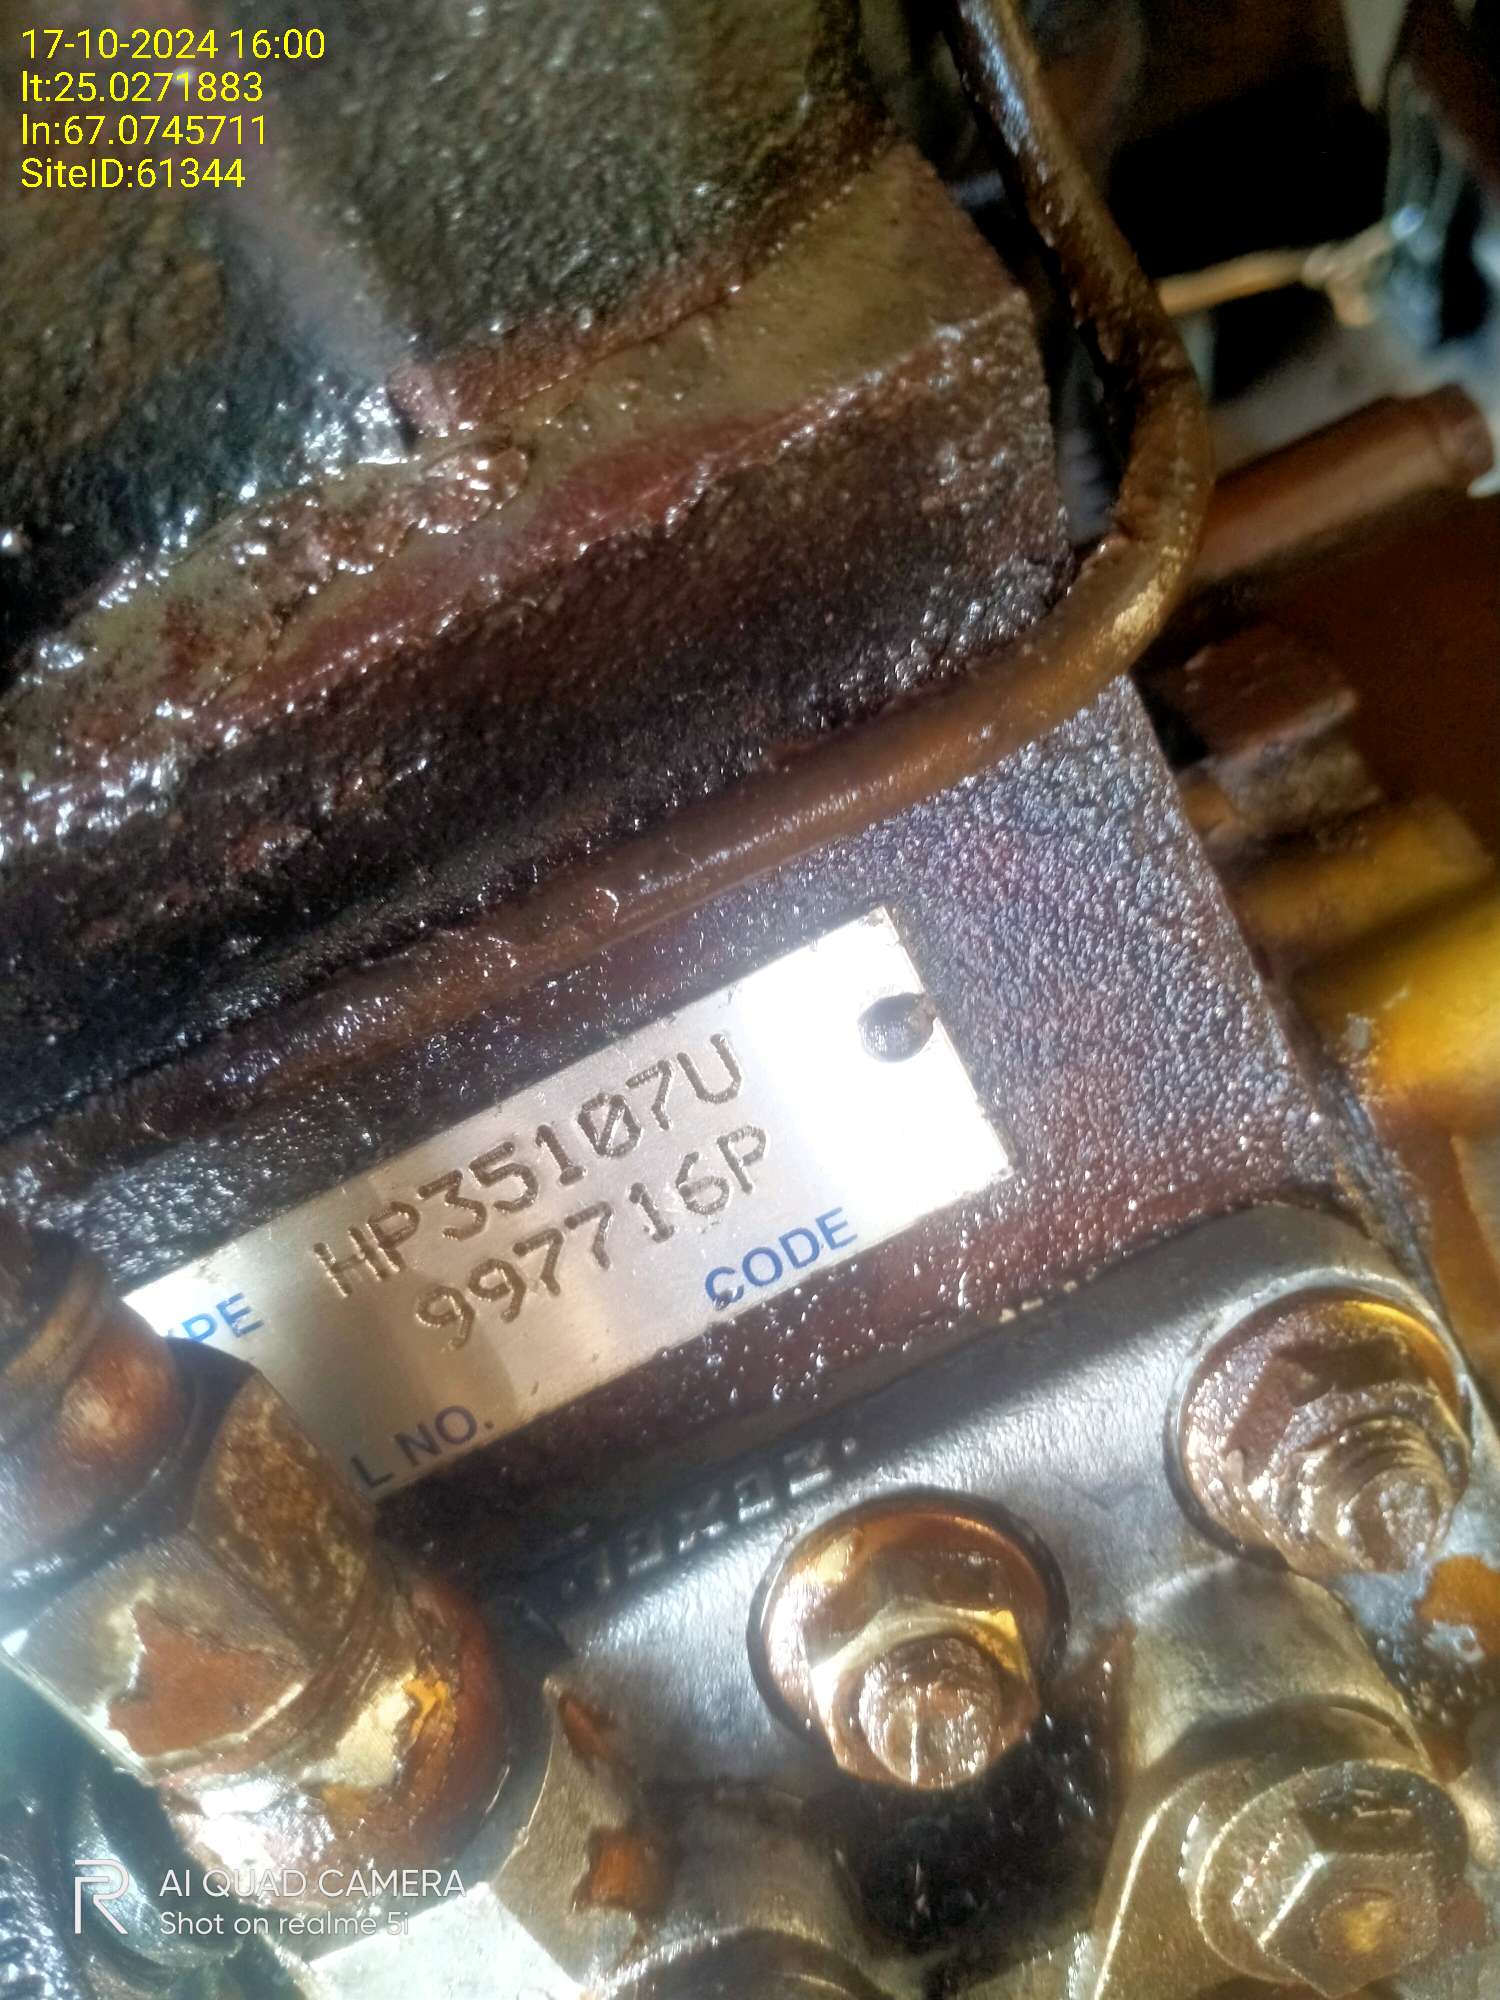 17-10-2024 16:00
lt:25.0271883
ln:67.0745711
SiteID:61344
HP35107U
997716P
CODE
NO.
AI QUAD CAMERA
Shot on realme 5i